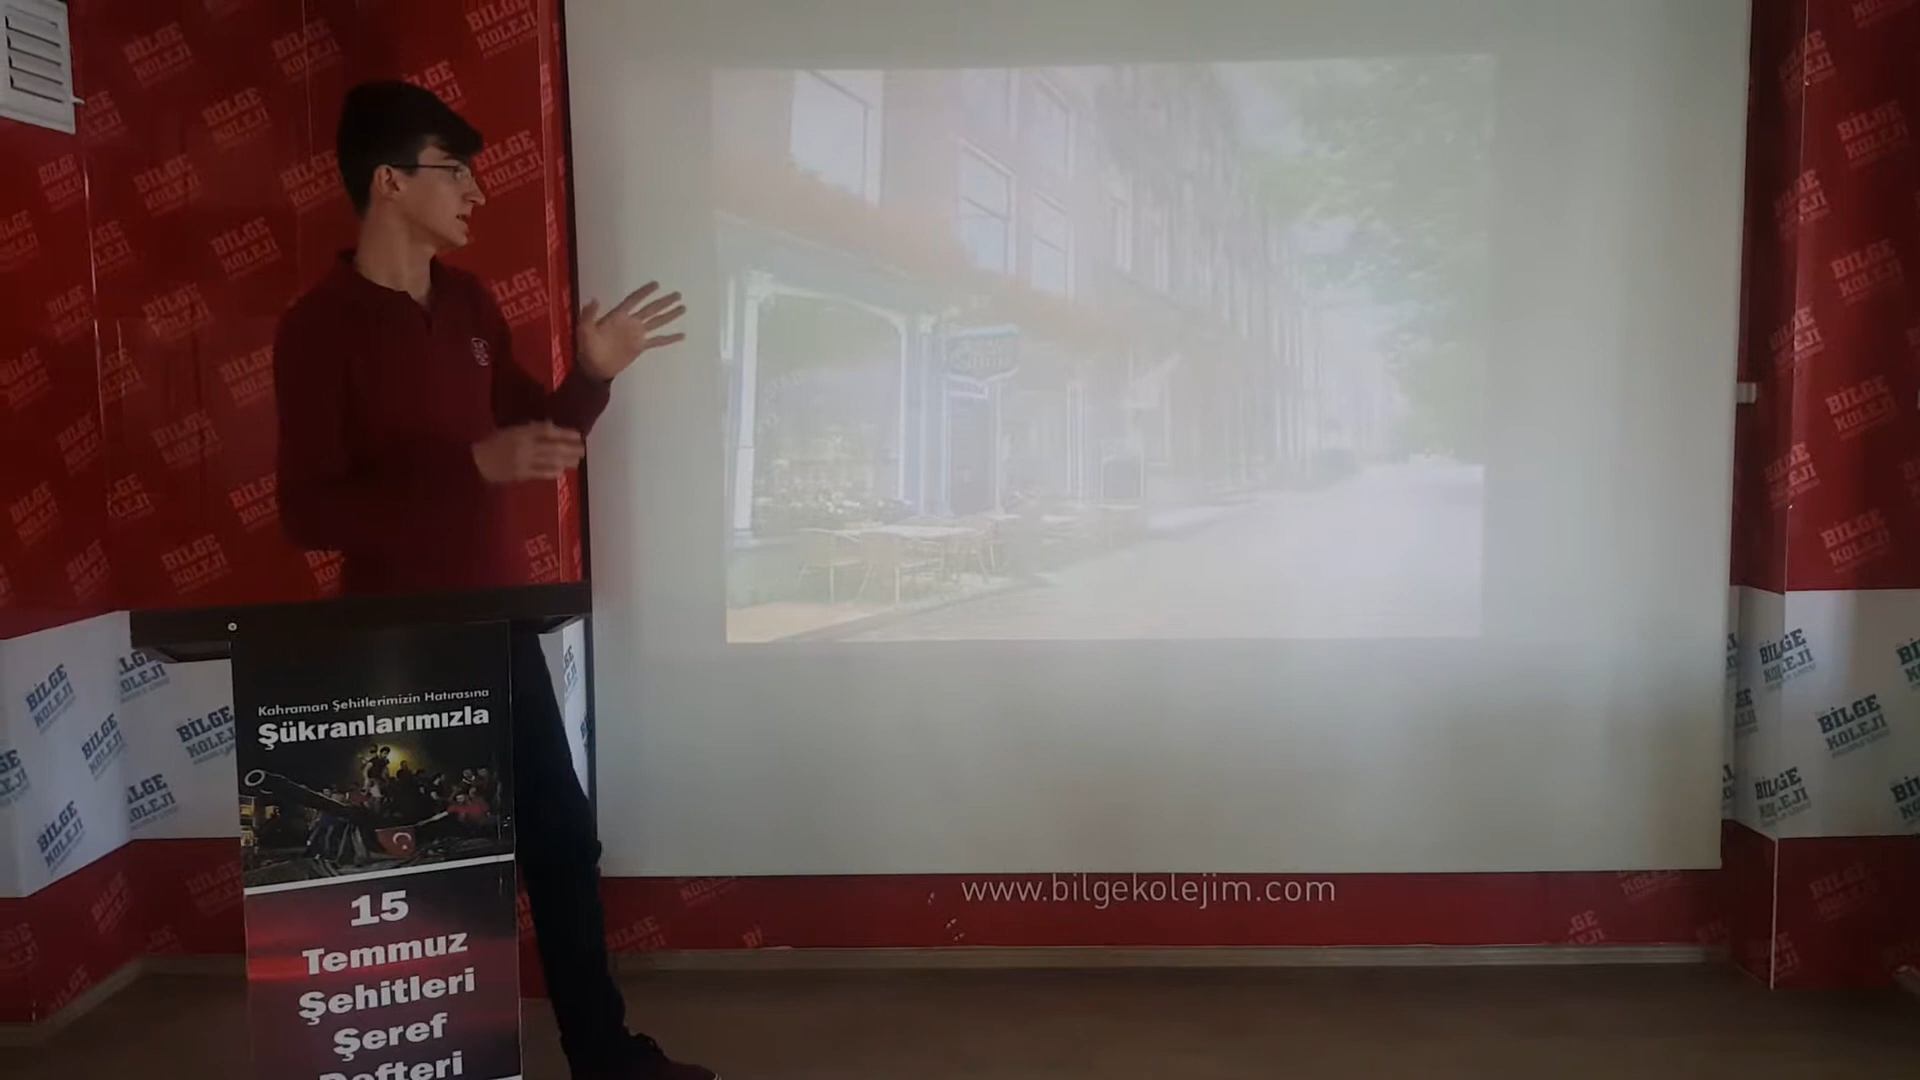 BİLGE
KOLEJİ
Kahraman Şehitlerimizin Hatırasına
Şükranlarımızla
15
Temmuz
Şehitleri
Şeref
Defteri
www.bilgekolejim.com